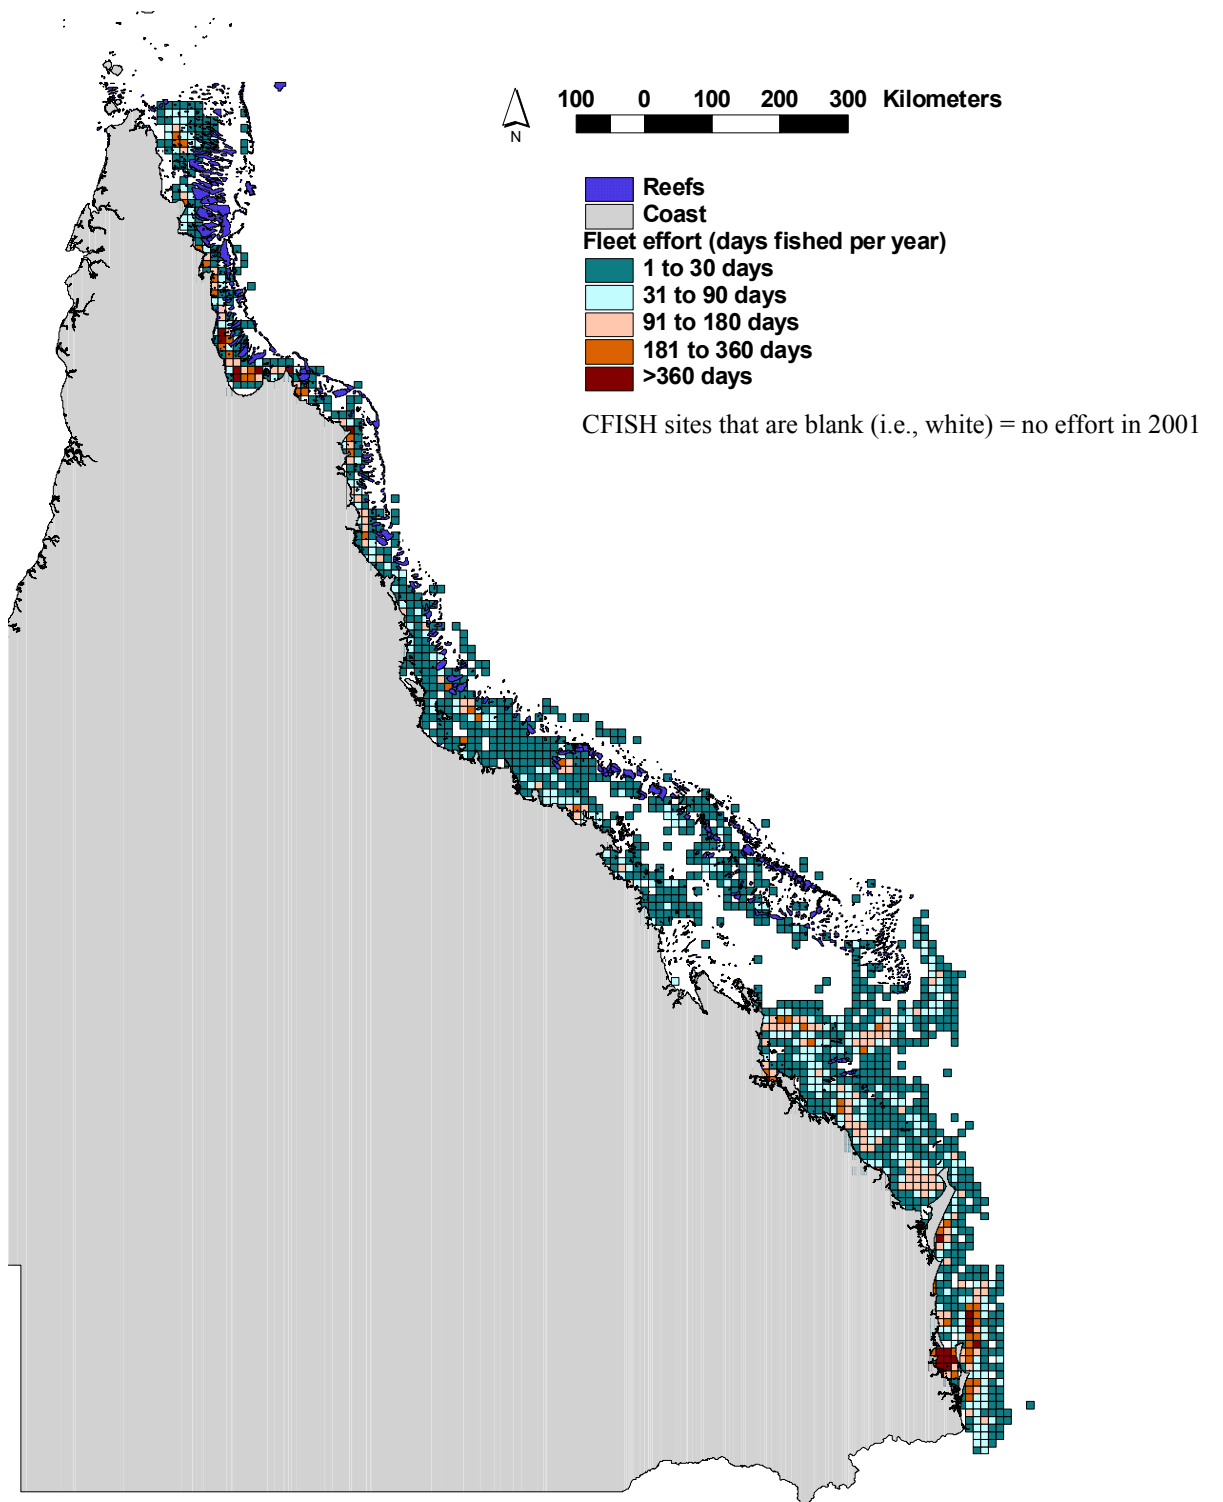 100 0 100 200 300 Kilometers
N
Reefs
Coast
Fleet effort (days fished per year)
1 to 30 days
31 to 90 days
91 to 180 days
181 to 360 days
>360 days
CFISH sites that are blank (i.e., white) = no effort in 2001